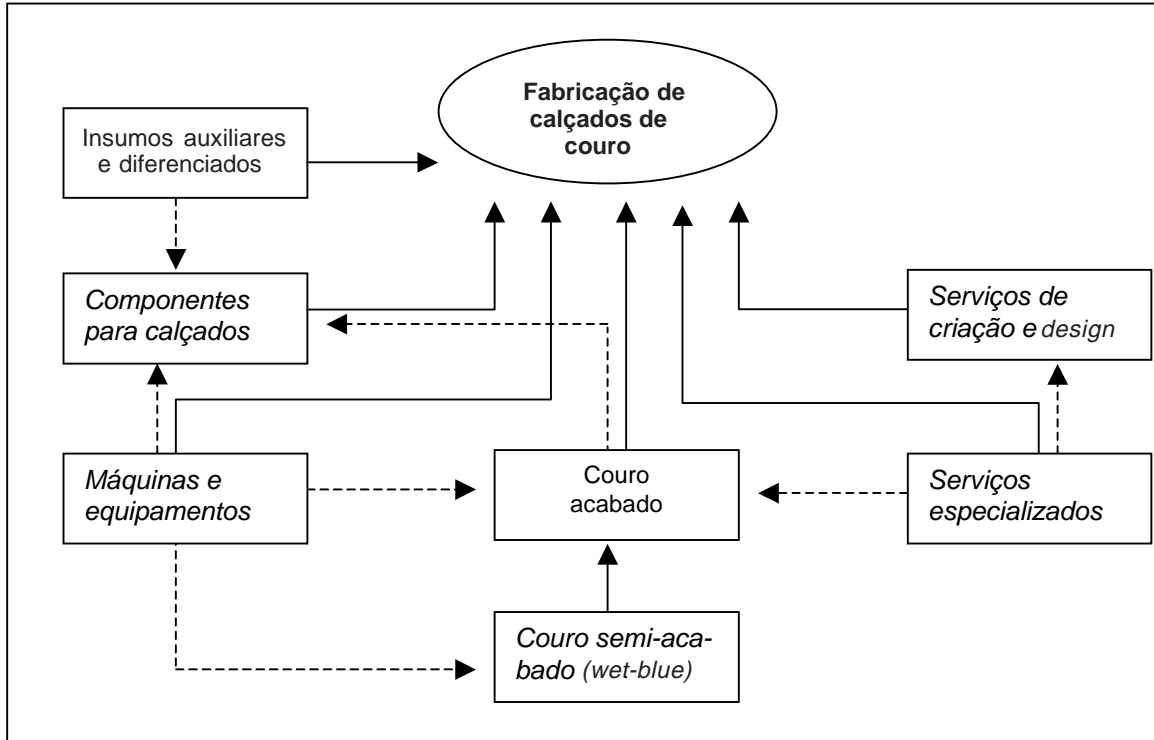 Fabricação de
calçados de
couro
Insumos auxiliares
e diferenciados
Componentes
para calçados
Serviços de
criação e design
Máquinas e
equipamentos
Couro
acabado
Serviços
especializados
Couro semi-aca-
bado (wet-blue)